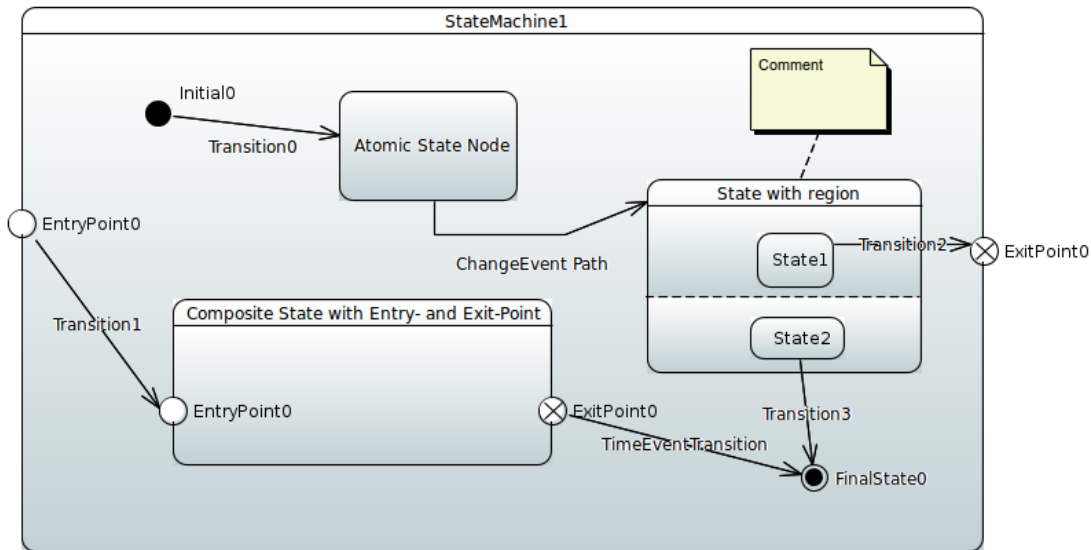 StateMachine1
Comment
Initial0
Transition0
Atomic State Node
State with region
EntryPoint0
Transition2
ExitPoint0
State1
ChangeEvent Path
Composite State with Entry- and Exit-Point
Transition1
State2
EntryPoint0
ExitPoint0
Transition3
TimeEventTransition
FinalState0